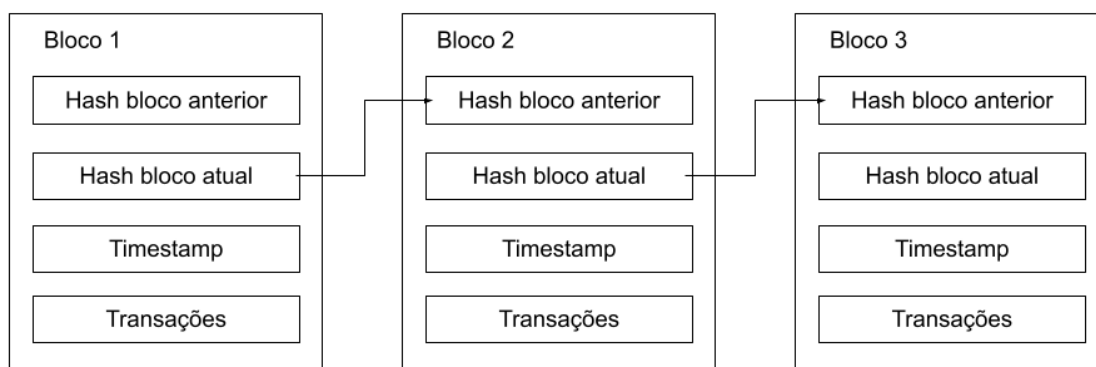 Bloco 1
Hash bloco anterior
Hash bloco atual
Timestamp
Transações
Bloco 2
Hash bloco anterior
Hash bloco atual
Timestamp
Transações
Bloco 3
Hash bloco anterior
Hash bloco atual
Timestamp
Transações